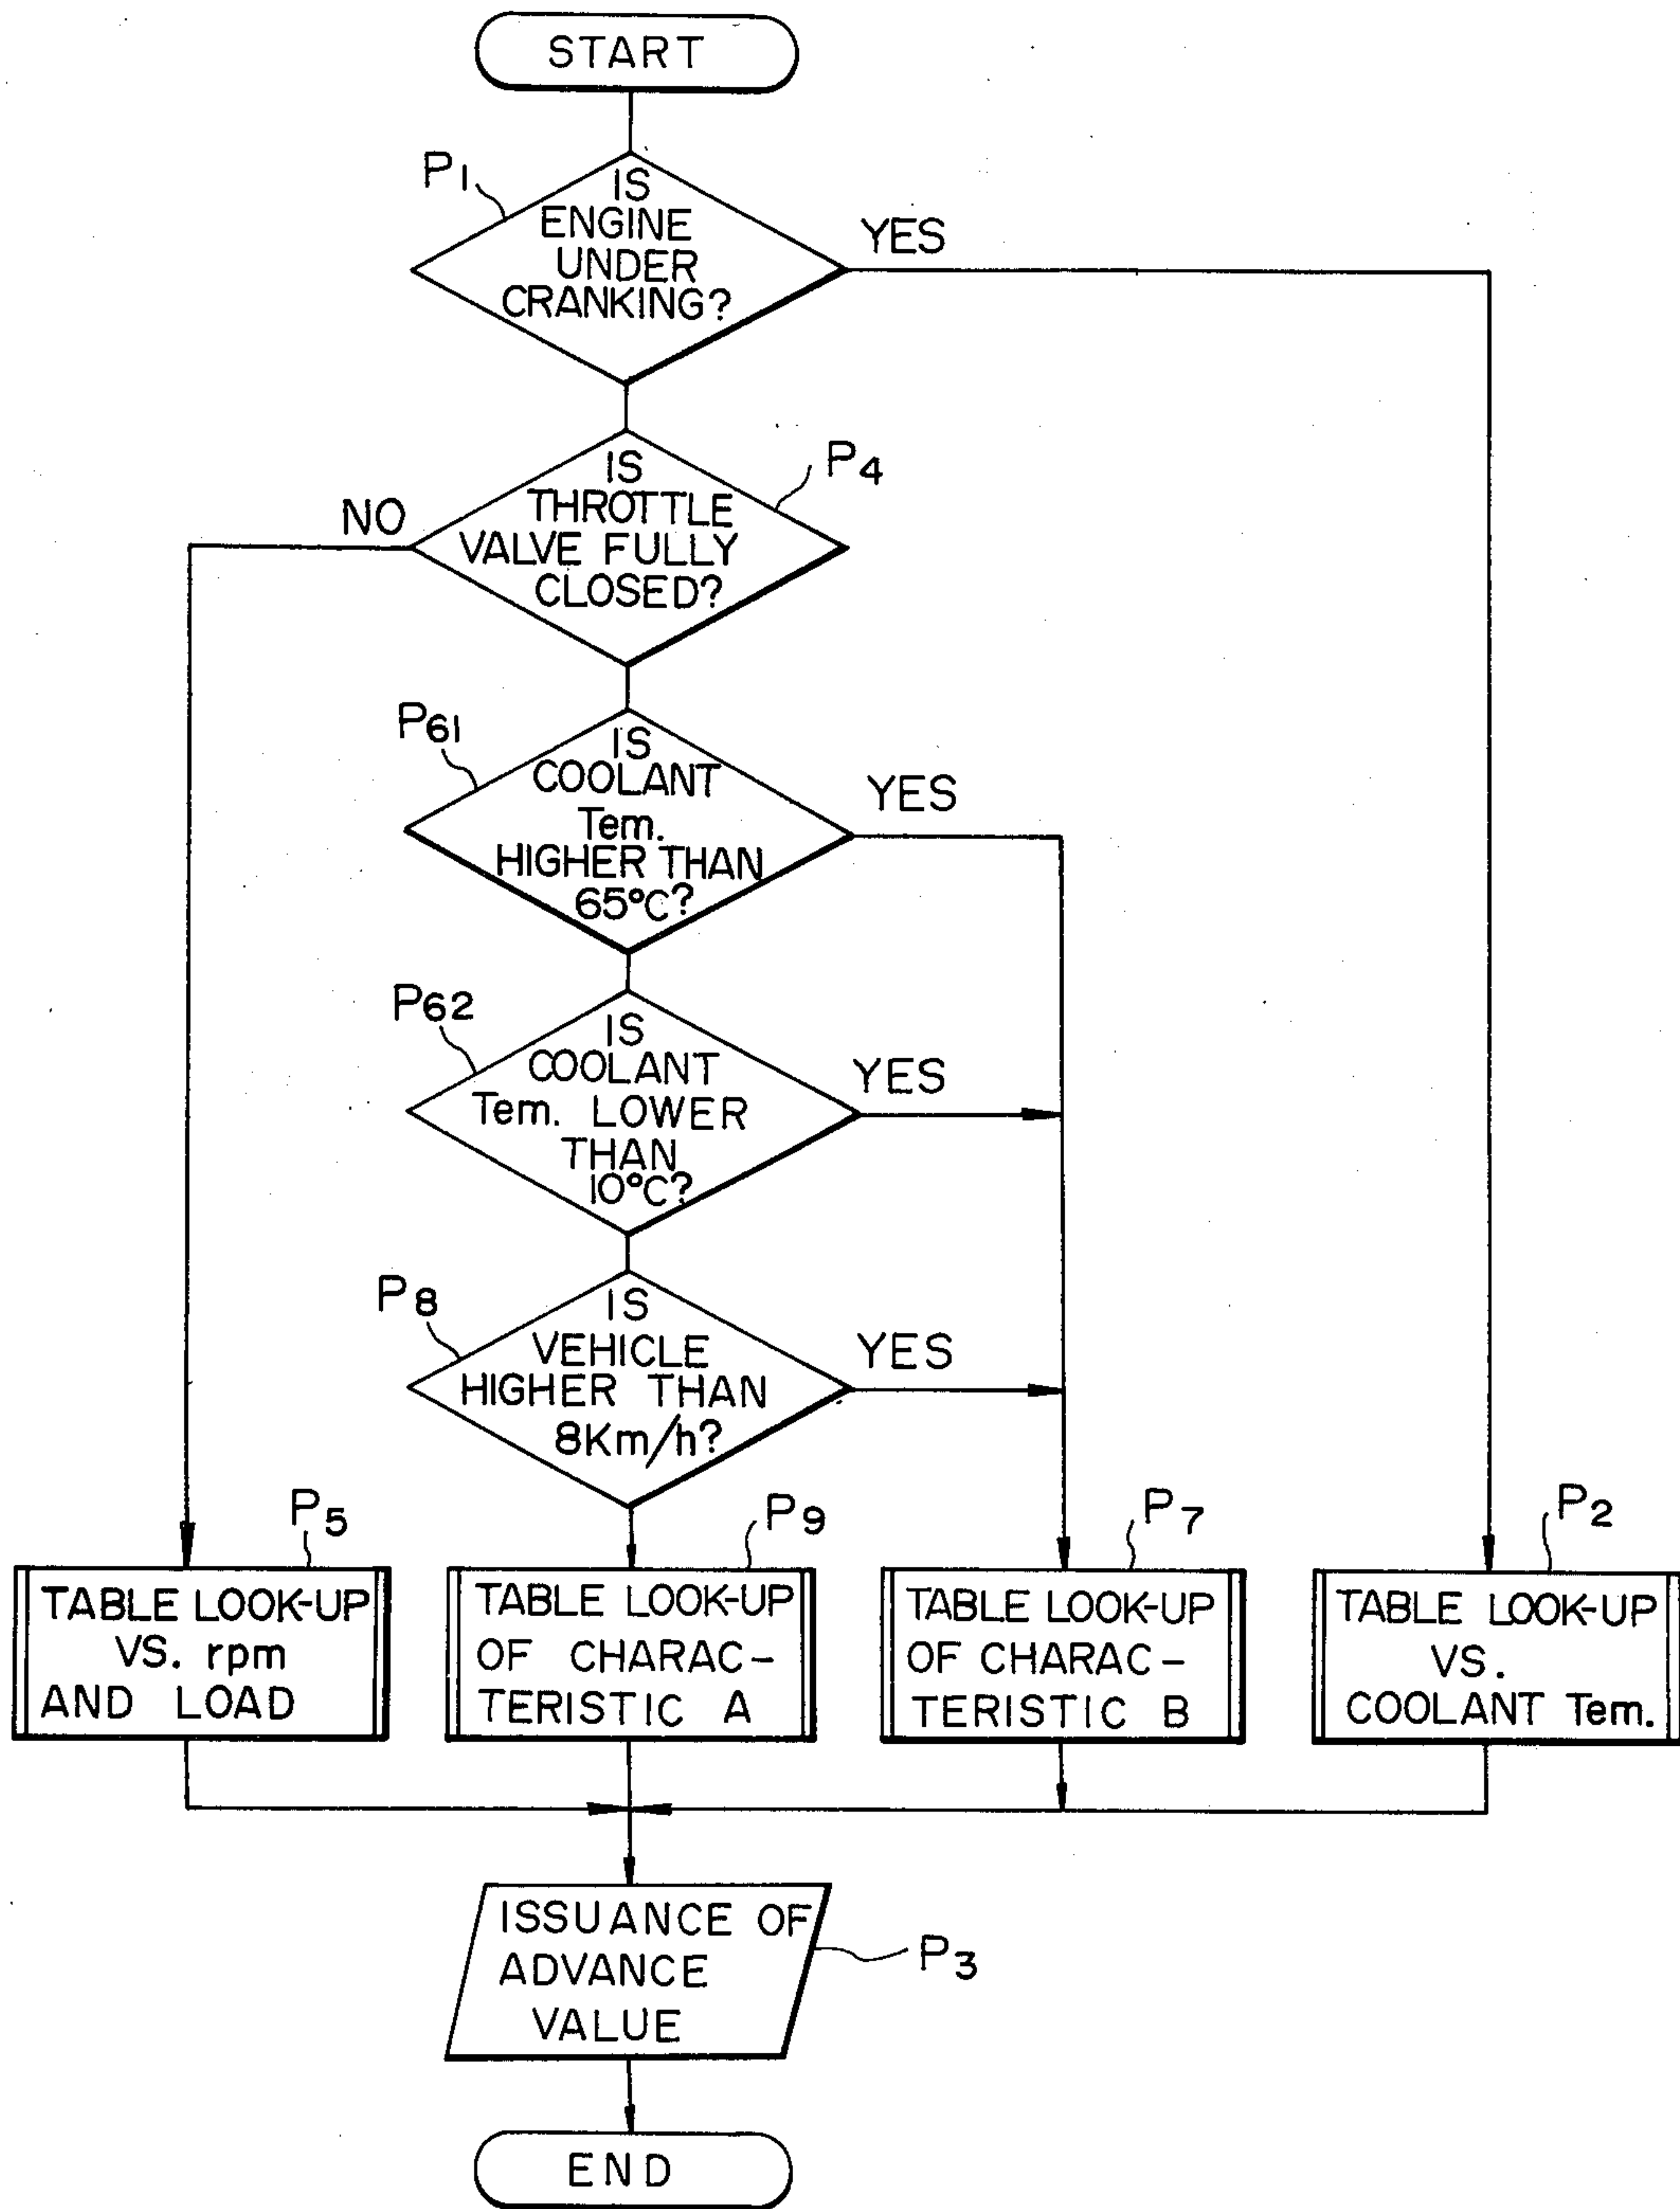 START
P1
IS
ENGINE
UNDER
CRANKING?
YES
P4
IS
THROTTLE
VALVE FULLY
CLOSED?
NO
P61
IS
COOLANT
Tem.
HIGHER THAN
65°C?
YES
P62
IS
COOLANT
Tem. LOWER
THAN
10°C?
YES
P8
IS
VEHICLE
HIGHER THAN
8Km/h?
YES
P5
TABLE LOOK-UP
VS. rpm
AND LOAD
P9
TABLE LOOK-UP
OF CHARAC-
TERISTIC A
P7
TABLE LOOK-UP
OF CHARAC-
TERISTIC B
P2
TABLE LOOK-UP
VS.
COOLANT Tem.
ISSUANCE OF
ADVANCE
VALUE
P3
END